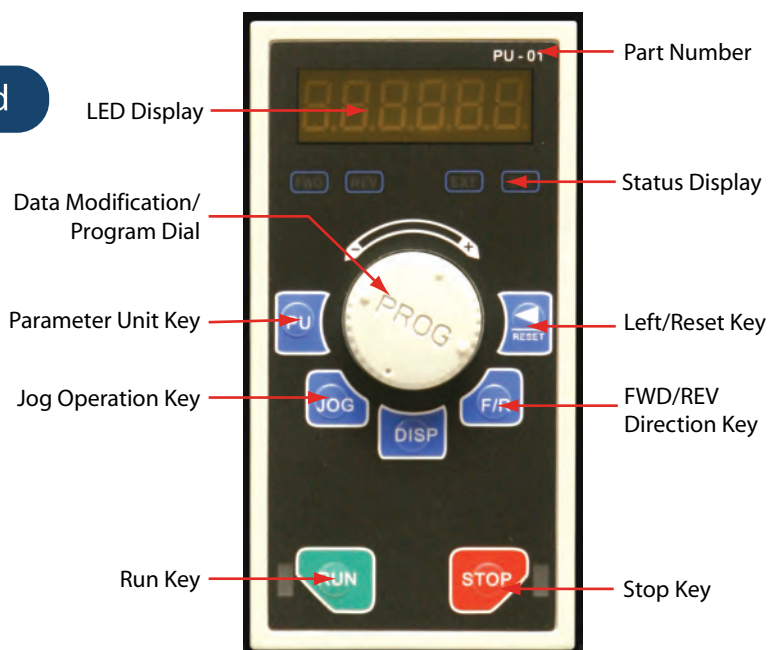 PU - 01
Part Number
d
LED Display
FWD
REV
EXT
Status Display
Data Modification/
Program Dial
- +
PROG
Parameter Unit Key
PU
RESET
Left/Reset Key
Jog Operation Key
JOG
DISP
F/R
FWD/REV
Direction Key
Run Key
RUN
STOP
Stop Key